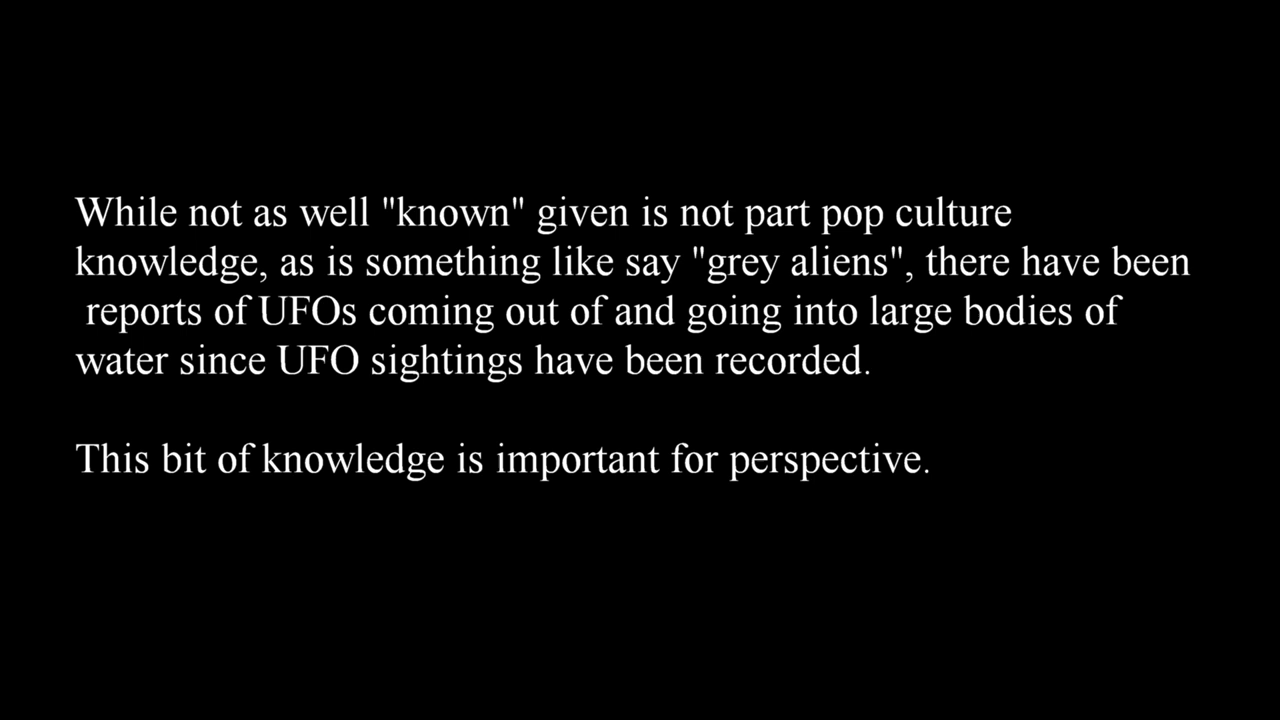 While not as well "known" given is not part pop culture
knowledge, as is something like say "grey aliens", there have been
reports of UFOs coming out of and going into large bodies of
water since UFO sightings have been recorded.
This bit of knowledge is important for perspective.